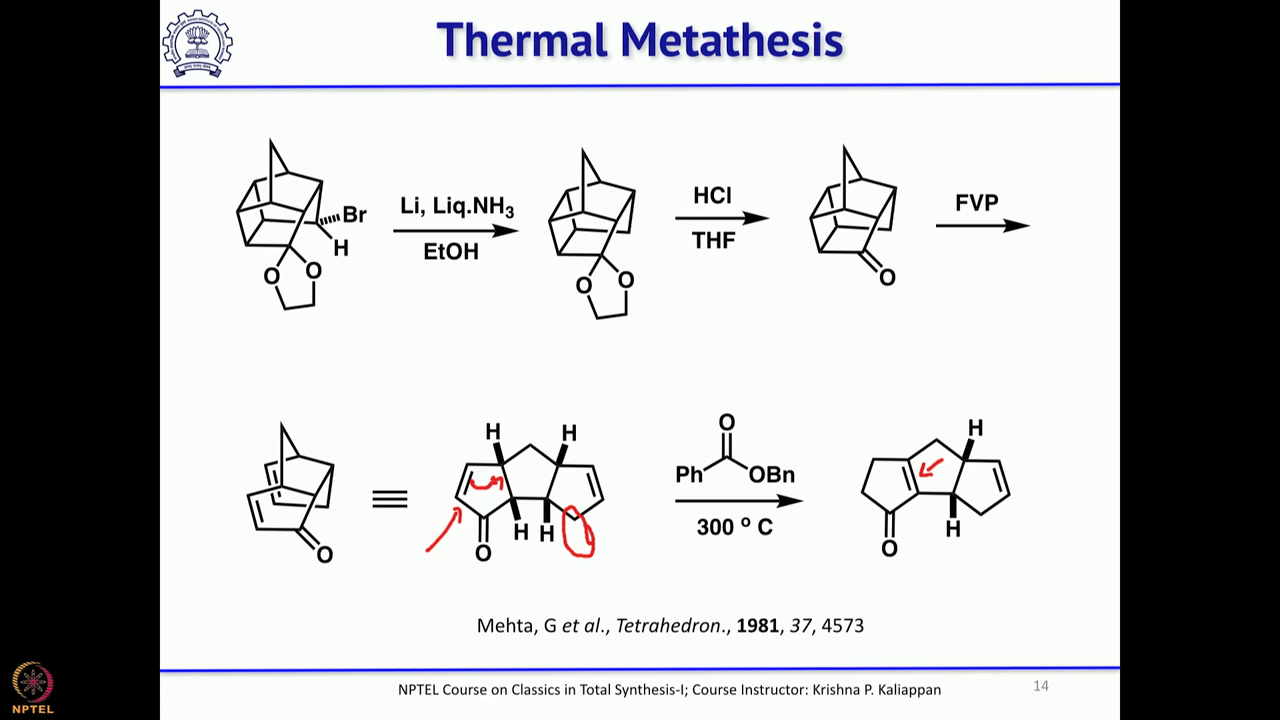 Thermal Metathesis
Br
H
O
O
Li, Liq.NH3
EtOH
O
O
HCl
THF
O
FVP
O
H
H
O
H
H
O
Ph
OBn
300 º C
H
O
H
Mehta, G et al., Tetrahedron., 1981, 37, 4573
NPTEL
NPTEL Course on Classics in Total Synthesis-I; Course Instructor: Krishna P. Kaliappan
14